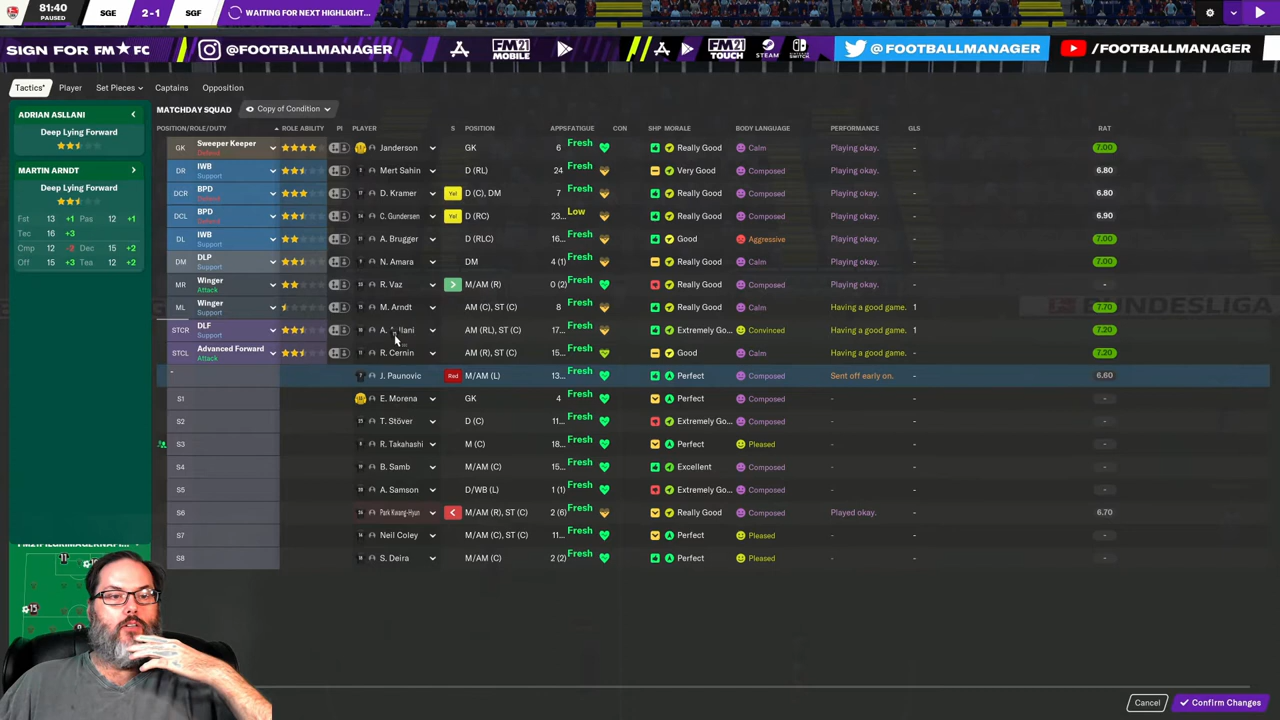 81:40
PAUSED
SGE 2-1 SGF
WAITING FOR NEXT HIGHLIGHT...
SIGN FOR FM★FC
@FOOTBALLMANAGER
FM21 MOBILE
FM21 TOUCH
STEAM
SWITCH
@FOOTBALLMANAGER
/FOOTBALLMANAGER
Tactics* Player Set Pieces Captains Opposition
ADRIAN ASLLANI
Deep Lying Forward
MARTIN ARNDT
Deep Lying Forward
Fst 13 +1 Pas 12 +1
Tec 16 +3
Cmp 12 -2 Dec 15 +2
Off 15 +3 Tea 12 +2
MATCHDAY SQUAD Copy of Condition
POSITION/ROLE/DUTY ROLE ABILITY PI PLAYER S POSITION APPS FATIGUE CON SHP MORALE BODY LANGUAGE PERFORMANCE GLS RAT
GK Sweeper Keeper Defend Janderson GK 6 Fresh Really Good Calm Playing okay. - 7.00
DR IWB Support Mert Sahin D (RL) 24 Fresh Very Good Composed Playing okay. - 6.80
DCR BPD Defend D. Kramer Yel D (C), DM 7 Fresh Really Good Composed Playing okay. - 6.80
DCL BPD Defend C. Gundersen Yel D (RC) 23... Low Really Good Composed Playing okay. - 6.90
DL IWB Support A. Brugger D (RLC) 16... Fresh Good Aggressive Playing okay. - 7.00
DM DLP Support N. Amara DM 4 (1) Fresh Really Good Calm Playing okay. - 7.00
MR Winger Attack R. Vaz M/AM (R) 0 (2) Fresh Really Good Composed Playing okay. -
ML Winger Support M. Arndt AM (C), ST (C) 8 Fresh Really Good Calm Having a good game. 1 7.70
STCR DLF Support AM (RL), ST (C) 17... Fresh Extremely Go... Convinced Having a good game. 1 7.20
STCL Advanced Forward Attack R. Cernin AM (R), ST (C) 15... Fresh Good Calm Having a good game. - 7.20
- J. Paunovic Red M/AM (L) 13... Fresh Perfect Composed Sent off early on. - 6.60
S1 E. Morena GK 4 Fresh Perfect Composed - - -
S2 T. Stöver D (C) 11... Fresh Extremely Go... Composed - - -
S3 R. Takahashi M (C) 18... Fresh Perfect Pleased - - -
S4 B. Samb M/AM (C) 15... Fresh Excellent Composed - - -
S5 A. Samson D/WB (L) 1 (1) Fresh Extremely Go... Composed - - -
S6 Park Kwang-Hyun M/AM (R), ST (C) 2 (6) Fresh Really Good Composed Played okay. - 6.70
S7 Neil Coley M/AM (C), ST (C) 11... Fresh Perfect Pleased - - -
S8 S. Deira M/AM (C) 2 (2) Fresh Perfect Pleased - - -
BUNDESLIGA
11
15
Cancel Confirm Changes